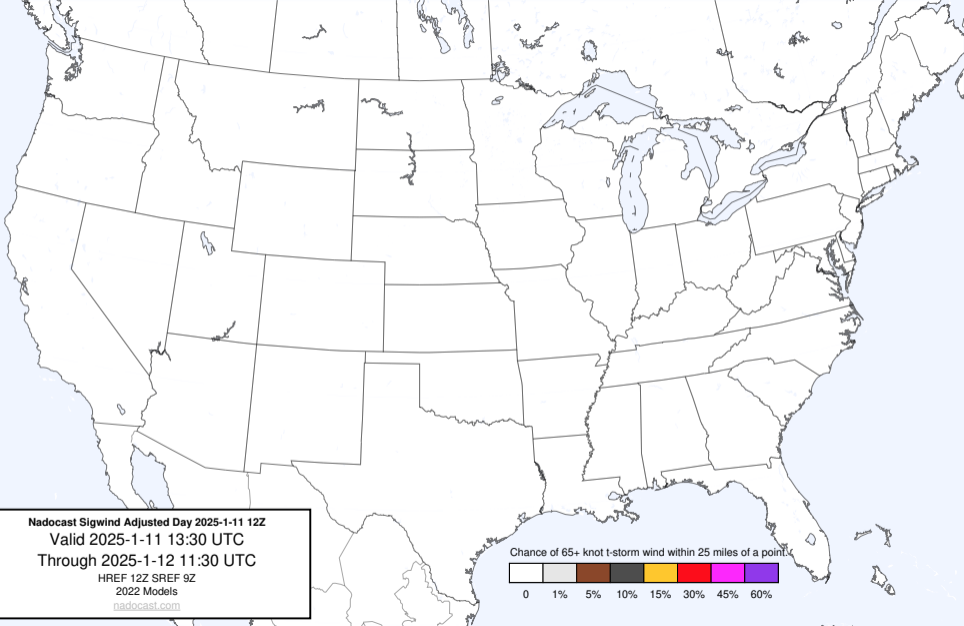 Nadocast Sigwind Adjusted Day 2025-1-11 12Z
Valid 2025-1-11 13:30 UTC
Through 2025-1-12 11:30 UTC
HREF 12Z SREF 9Z
2022 Models
nadocast.com
Chance of 65+ knot t-storm wind within 25 miles of a point.
0 1% 5% 10% 15% 30% 45% 60%